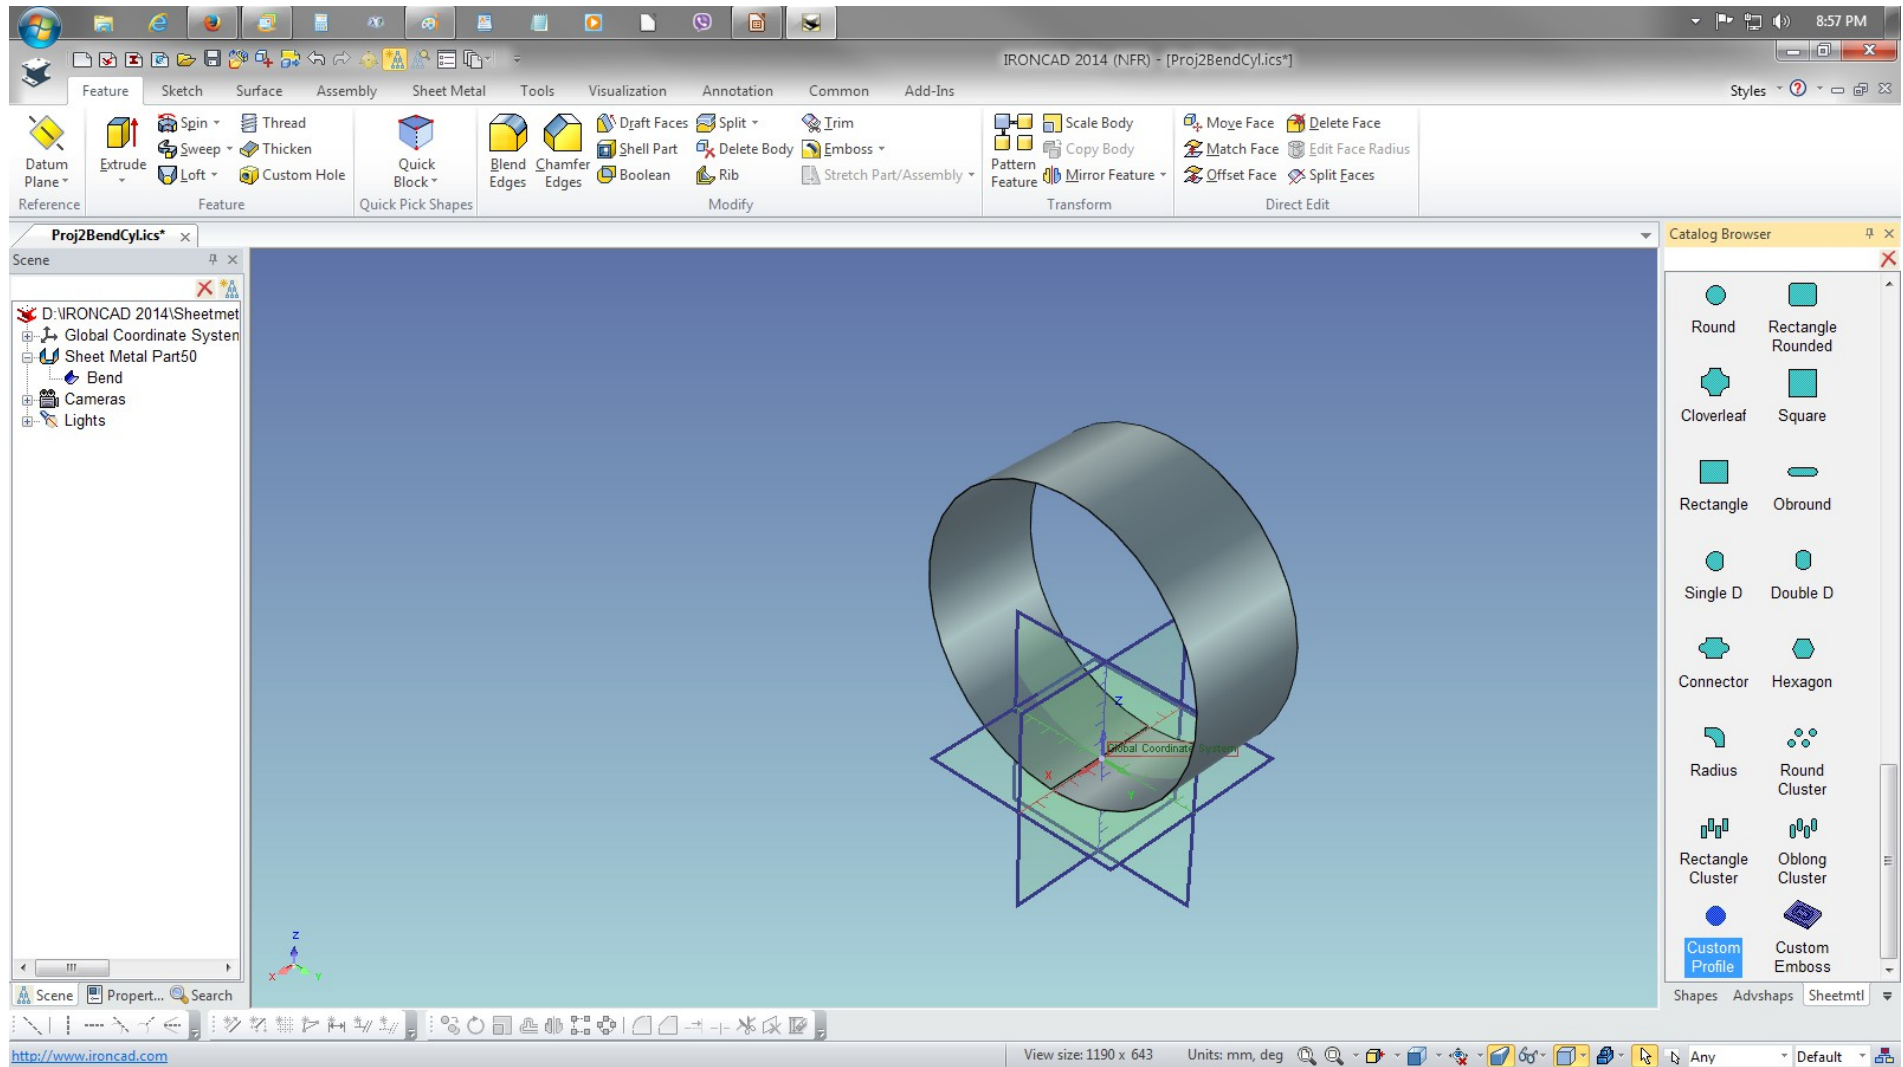 8:57 PM
IRONCAD 2014 (NFR) - [Proj2BendCyl.ics*]
Feature Sketch Surface Assembly Sheet Metal Tools Visualization Annotation Common Add-Ins Styles
Spin Thread Draft Faces Split Trim Scale Body Move Face Delete Face
Sweep Thicken Shell Part Delete Body Emboss Copy Body Match Face Edit Face Radius
Loft Custom Hole Boolean Rib Stretch Part/Assembly Mirror Feature Offset Face Split Faces
Datum Plane Extrude Quick Block Blend Edges Chamfer Edges Pattern Feature
Reference Feature Quick Pick Shapes Modify Transform Direct Edit
Proj2BendCyl.ics*
Scene
D:\IRONCAD 2014\Sheetmet
Global Coordinate System
Sheet Metal Part50
Bend
Cameras
Lights
Z
Global Coordinate System
X
Y
Z
X Y
Catalog Browser
Round Rectangle Rounded
Cloverleaf Square
Rectangle Obround
Single D Double D
Connector Hexagon
Radius Round Cluster
Rectangle Cluster Oblong Cluster
Custom Profile Custom Emboss
Scene Propert... Search
Shapes Advshaps Sheetmtl
http://www.ironcad.com
View size: 1190 x 643 Units: mm, deg Any Default